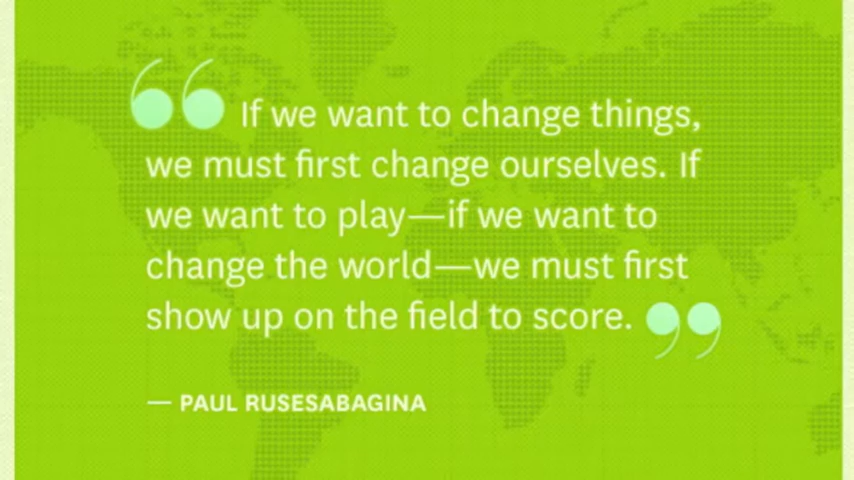 “ If we want to change things,
we must first change ourselves. If
we want to play—if we want to
change the world—we must first
show up on the field to score. ”
— PAUL RUSESABAGINA